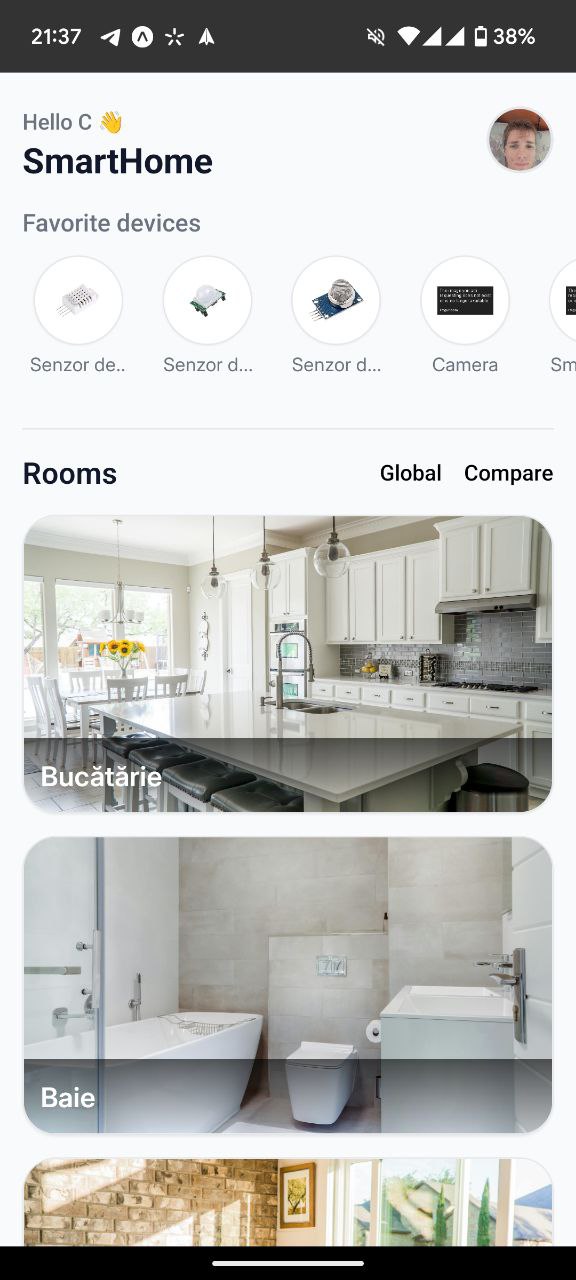 21:37
38%
Hello C 👋
SmartHome
Favorite devices
Senzor de..
Senzor d...
Senzor d...
Camera
Sm
Rooms
Global
Compare
Bucătărie
Baie